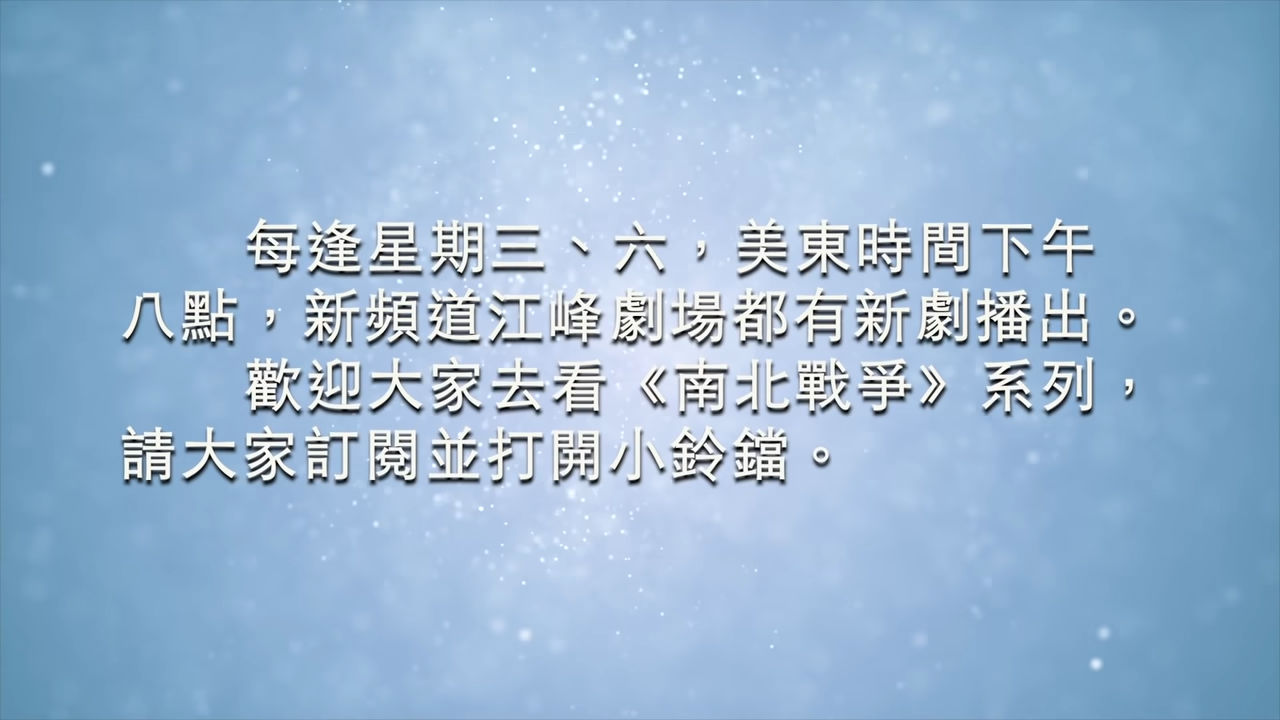 每逢星期三、六，美東時間下午
八點，新頻道江峰劇場都有新劇播出。
歡迎大家去看《南北戰爭》系列，
請大家訂閱並打開小鈴鐺。